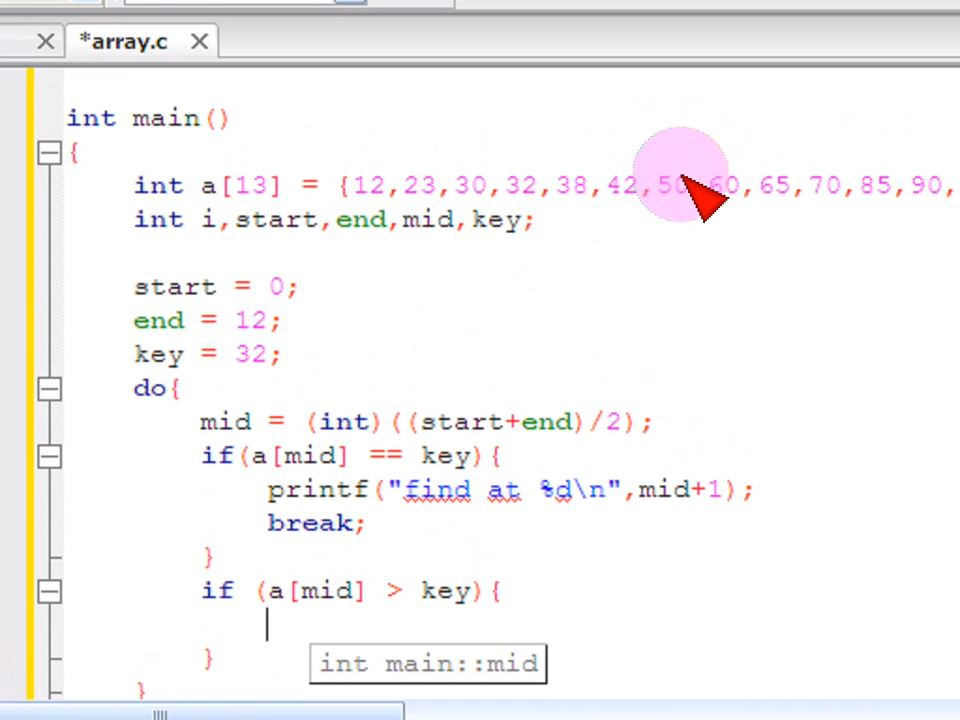 *array.c
int main()
{
int a[13] = {12,23,30,32,38,42,50,60,65,70,85,90,
int i,start,end,mid,key;
start = 0;
end = 12;
key = 32;
do{
mid = (int)((start+end)/2);
if(a[mid] == key){
printf("find at %d\n",mid+1);
break;
}
if (a[mid] > key){
int main::mid
}
}